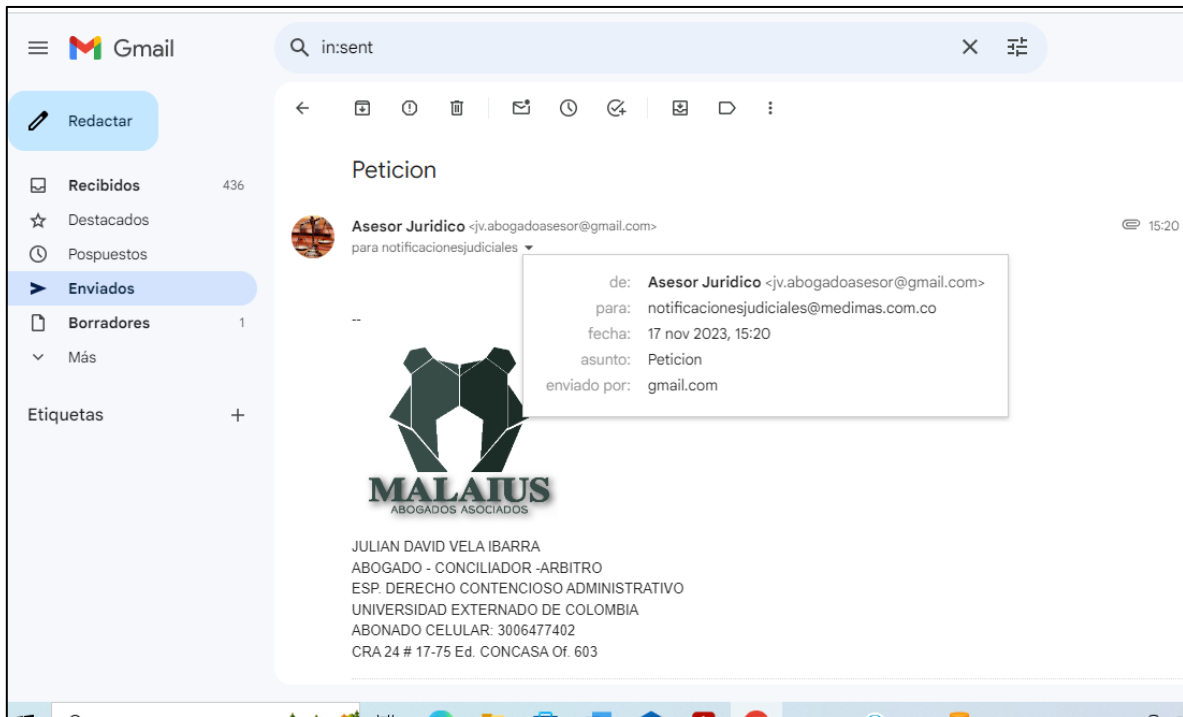 Gmail
in:sent
Redactar
Peticion
Recibidos 436
Destacados
Pospuestos
Enviados
Borradores 1
Más
Etiquetas
Asesor Juridico <jv.abogadoasesor@gmail.com> 15:20
para notificacionesjudiciales
de: Asesor Juridico <jv.abogadoasesor@gmail.com>
para: notificacionesjudiciales@medimas.com.co
fecha: 17 nov 2023, 15:20
asunto: Peticion
enviado por: gmail.com
--
MALAIUS
ABOGADOS ASOCIADOS
JULIAN DAVID VELA IBARRA
ABOGADO - CONCILIADOR -ARBITRO
ESP. DERECHO CONTENCIOSO ADMINISTRATIVO
UNIVERSIDAD EXTERNADO DE COLOMBIA
ABONADO CELULAR: 3006477402
CRA 24 # 17-75 Ed. CONCASA Of. 603